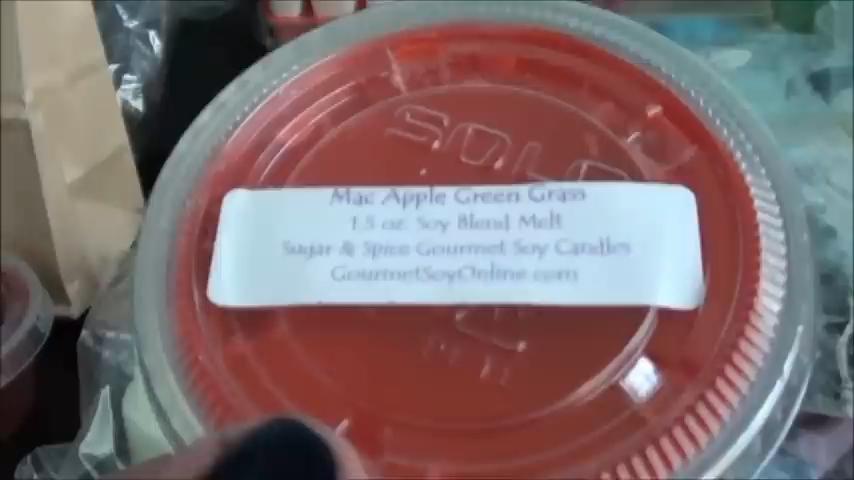 SOLO
Mac Apple Green Grass
1.5 oz. Soy Blend Melt
Sugar & Spice Gourmet Soy Candles
GourmetSoyOnline.com